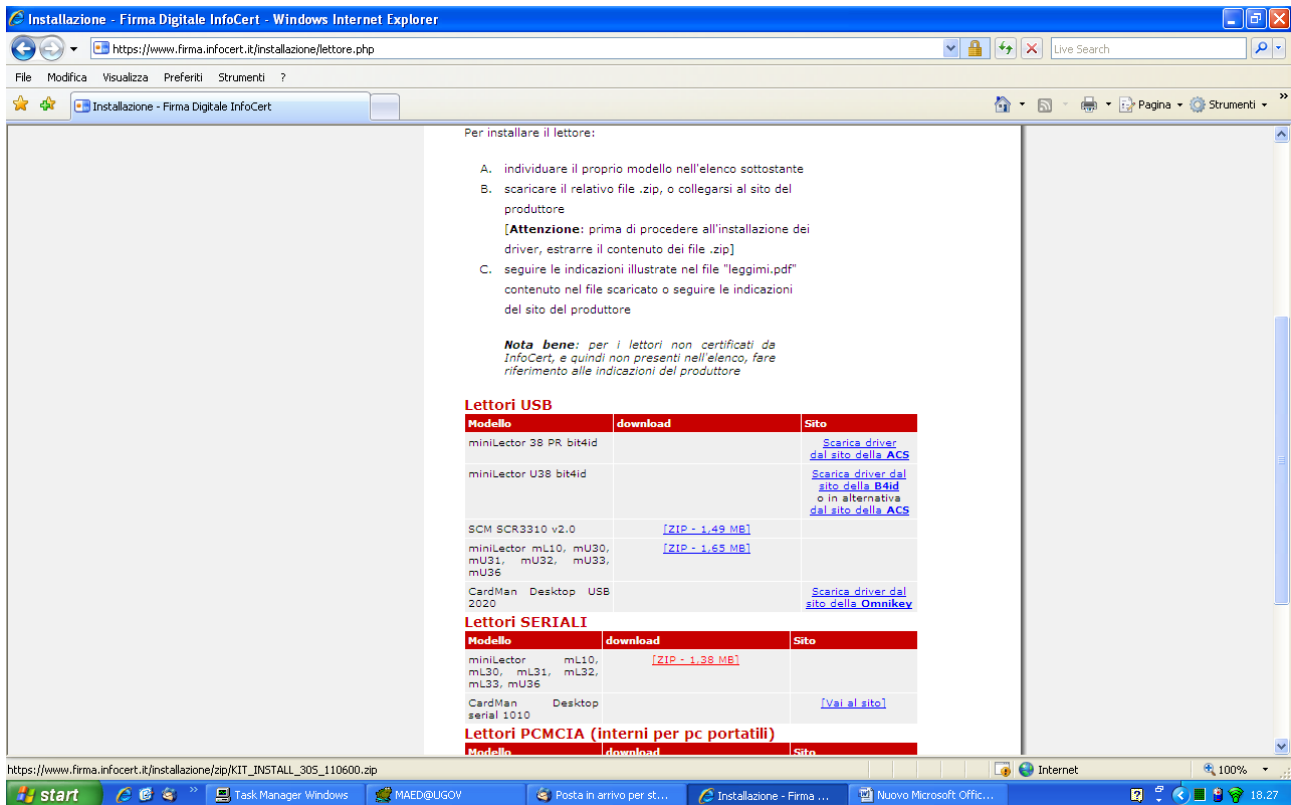 Installazione - Firma Digitale InfoCert - Windows Internet Explorer
https://www.firma.infocert.it/installazione/lettore.php
Live Search
File Modifica Visualizza Preferiti Strumenti ?
Installazione - Firma Digitale InfoCert
Pagina Strumenti »
Per installare il lettore:
A. individuare il proprio modello nell'elenco sottostante
B. scaricare il relativo file .zip, o collegarsi al sito del
produttore
[Attenzione: prima di procedere all'installazione dei
driver, estrarre il contenuto dei file .zip]
C. seguire le indicazioni illustrate nel file "leggimi.pdf"
contenuto nel file scaricato o seguire le indicazioni
del sito del produttore
Nota bene: per i lettori non certificati da
InfoCert, e quindi non presenti nell'elenco, fare
riferimento alle indicazioni del produttore
Lettori USB
Modello download Sito
miniLector 38 PR bit4id Scarica driver
dal sito della ACS
miniLector U38 bit4id Scarica driver dal
sito della B4id
o in alternativa
dal sito della ACS
SCM SCR3310 v2.0 [ZIP - 1,49 MB]
miniLector mL10, mU30, [ZIP - 1,65 MB]
mU31, mU32, mU33,
mU36
CardMan Desktop USB Scarica driver dal
2020 sito della Omnikey
Lettori SERIALI
Modello download Sito
miniLector mL10, [ZIP - 1,38 MB]
mL30, mL31, mL32,
mL33, mU36
CardMan Desktop [Vai al sito]
serial 1010
Lettori PCMCIA (interni per pc portatili)
Modello download Sito
https://www.firma.infocert.it/installazione/zip/KIT_INSTALL_30S_110600.zip
Internet
100%
start
»
Task Manager Windows
MAED@UGOV
Posta in arrivo per st...
Installazione - Firma ...
Nuovo Microsoft Offic...
18.27